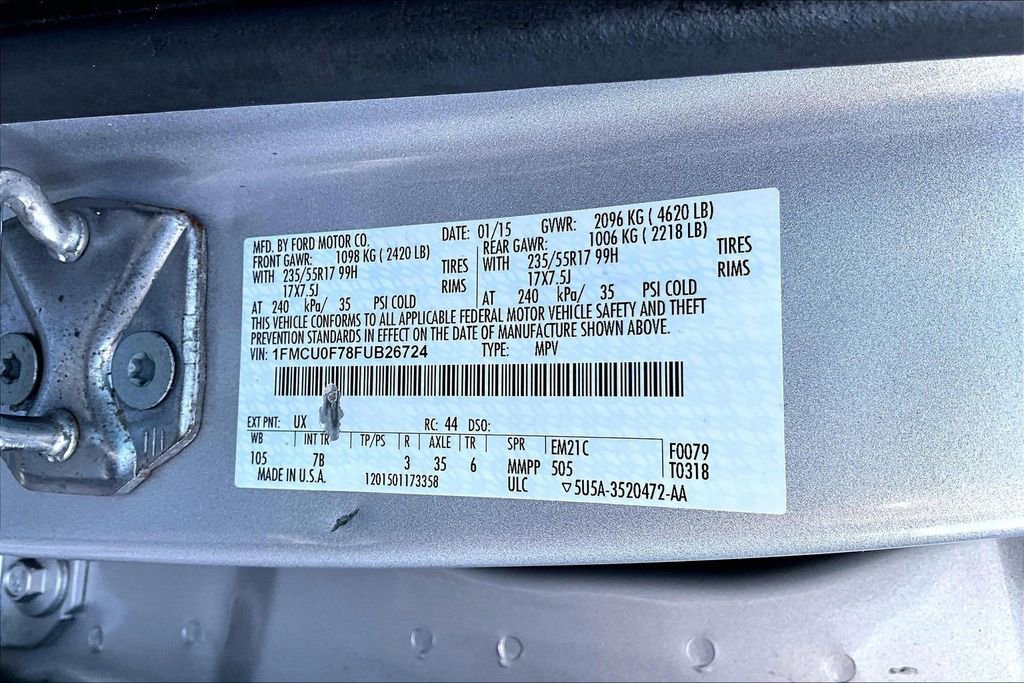 MFD. BY FORD MOTOR CO. DATE: 01/15 GVWR: 2096 KG ( 4620 LB)
FRONT GAWR: 1098 KG ( 2420 LB) REAR GAWR: 1006 KG ( 2218 LB)
WITH 235/55R17 99H TIRES WITH 235/55R17 99H TIRES
17X7.5J RIMS 17X7.5J RIMS
AT 240 kPa/ 35 PSI COLD AT 240 kPa/ 35 PSI COLD
THIS VEHICLE CONFORMS TO ALL APPLICABLE FEDERAL MOTOR VEHICLE SAFETY AND THEFT
PREVENTION STANDARDS IN EFFECT ON THE DATE OF MANUFACTURE SHOWN ABOVE.
VIN: 1FMCU0F78FUB26724 TYPE: MPV
EXT PNT: UX RC: 44 DSO:
WB INT TR TP/PS R AXLE TR SPR EM21C F0079
105 7B 3 35 6 MMPP 505 T0318
MADE IN U.S.A. 1201501173358 ULC ▽5U5A-3520472-AA